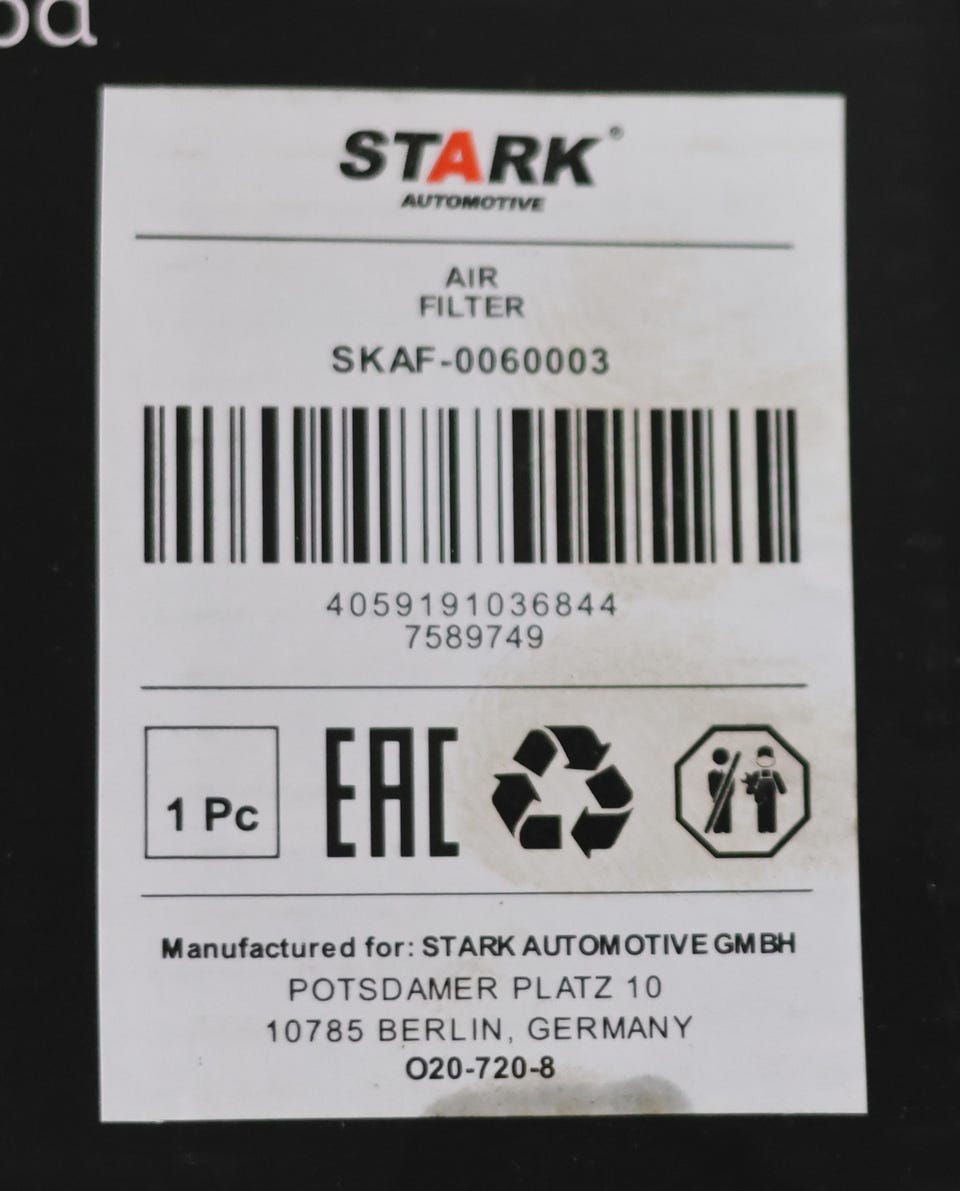 STARK®
AUTOMOTIVE
AIR
FILTER
SKAF-0060003
4059191036844
7589749
1 Pc
EAC
Manufactured for: STARK AUTOMOTIVE GMBH
POTSDAMER PLATZ 10
10785 BERLIN, GERMANY
O20-720-8